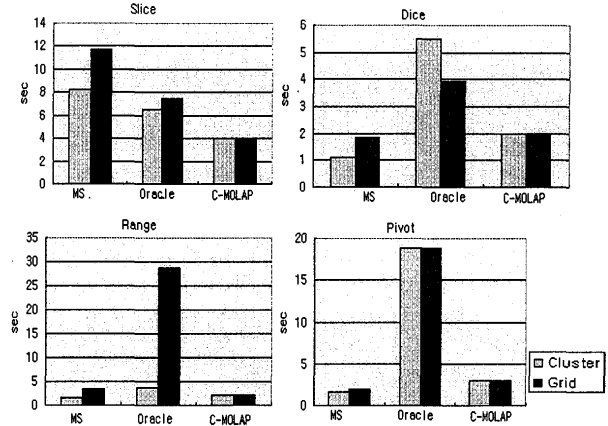 Slice
14
12
10
8
6
4
2
0
sec
MS.
Oracle
C-MOLAP
Dice
6
5
4
3
2
1
0
sec
MS
Oracle
C-MOLAP
Range
35
30
25
20
15
10
5
0
sec
MS
Oracle
C-MOLAP
Pivot
20
15
10
5
0
sec
MS
Oracle
C-MOLAP
Cluster
Grid